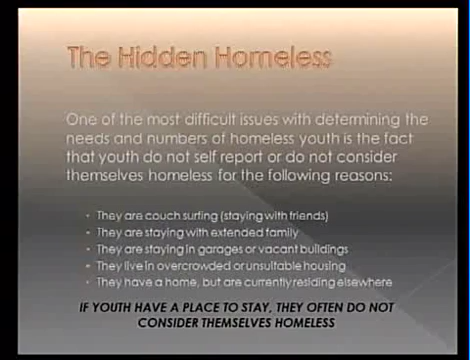 The Hidden Homeless
One of the most difficult issues with determining the
needs and numbers of homeless youth is the fact
that youth do not self report or do not consider
themselves homeless for the following reasons:
• They are couch surfing (staying with friends)
• They are staying with extended family
• They are staying in garages or vacant buildings
• They live in overcrowded or unsuitable housing
• They have a home, but are currently residing elsewhere
IF YOUTH HAVE A PLACE TO STAY, THEY OFTEN DO NOT
CONSIDER THEMSELVES HOMELESS